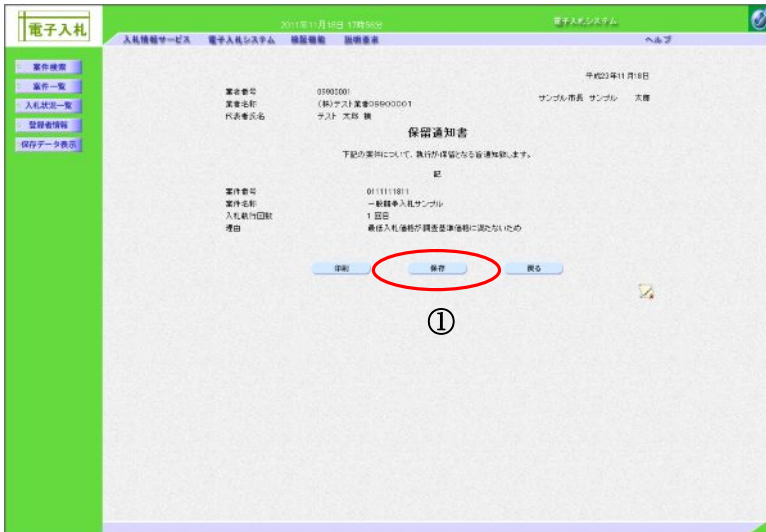 電子入札
2011年11月18日 17時56分
電子入札システム
入札情報サービス 電子入札システム 検証機能 説明要求 ヘルプ
案件検索
案件一覧
入札状況一覧
登録者情報
保存データ表示
平成23年11月18日
業者番号 09900001
業者名称 (株)テスト業者09900001
代表者氏名 テスト 太郎 様
サンプル市長 サンプル 太郎
保留通知書
下記の案件について、執行が保留となる旨通知致します。
記
案件番号 0111111811
案件名称 一般競争入札サンプル
入札執行回数 1 回目
理由 最低入札価格が調査基準価格に満たないため
印刷 保存 戻る
①